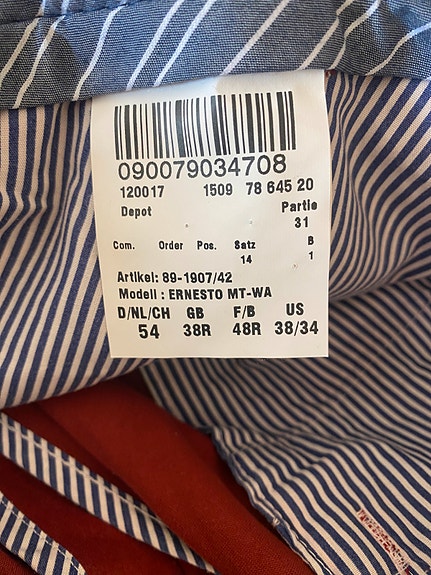 090079034708
120017 1509 78 645 20
Depot Partie
31
Com. Order Pos. Satz B
14 1
Artikel: 89-1907/42
Modell : ERNESTO MT-WA
D/NL/CH GB F/B US
54 38R 48R 38/34